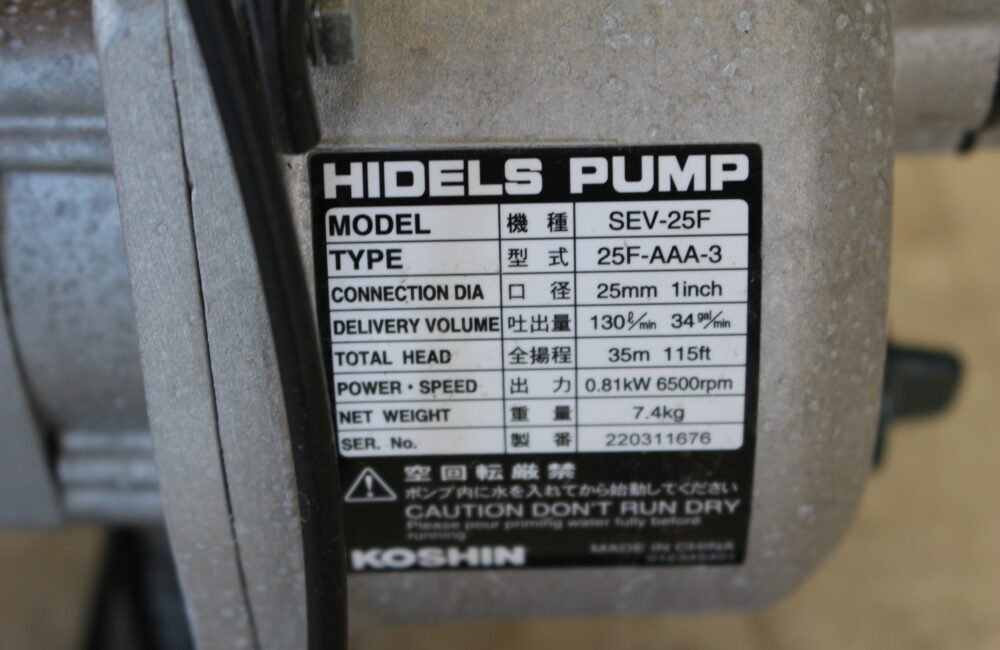 HIDELS PUMP
MODEL 機種 SEV-25F
TYPE 型式 25F-AAA-3
CONNECTION DIA 口径 25mm 1inch
DELIVERY VOLUME 吐出量 130ℓ/min 34gal/min
TOTAL HEAD 全揚程 35m 115ft
POWER・SPEED 出力 0.81kW 6500rpm
NET WEIGHT 重量 7.4kg
SER. No. 製番 220311676
空回転厳禁
ポンプ内に水を入れてから始動してください
CAUTION DON'T RUN DRY
Please pour priming water fully before
running
KOSHIN MADE IN CHINA